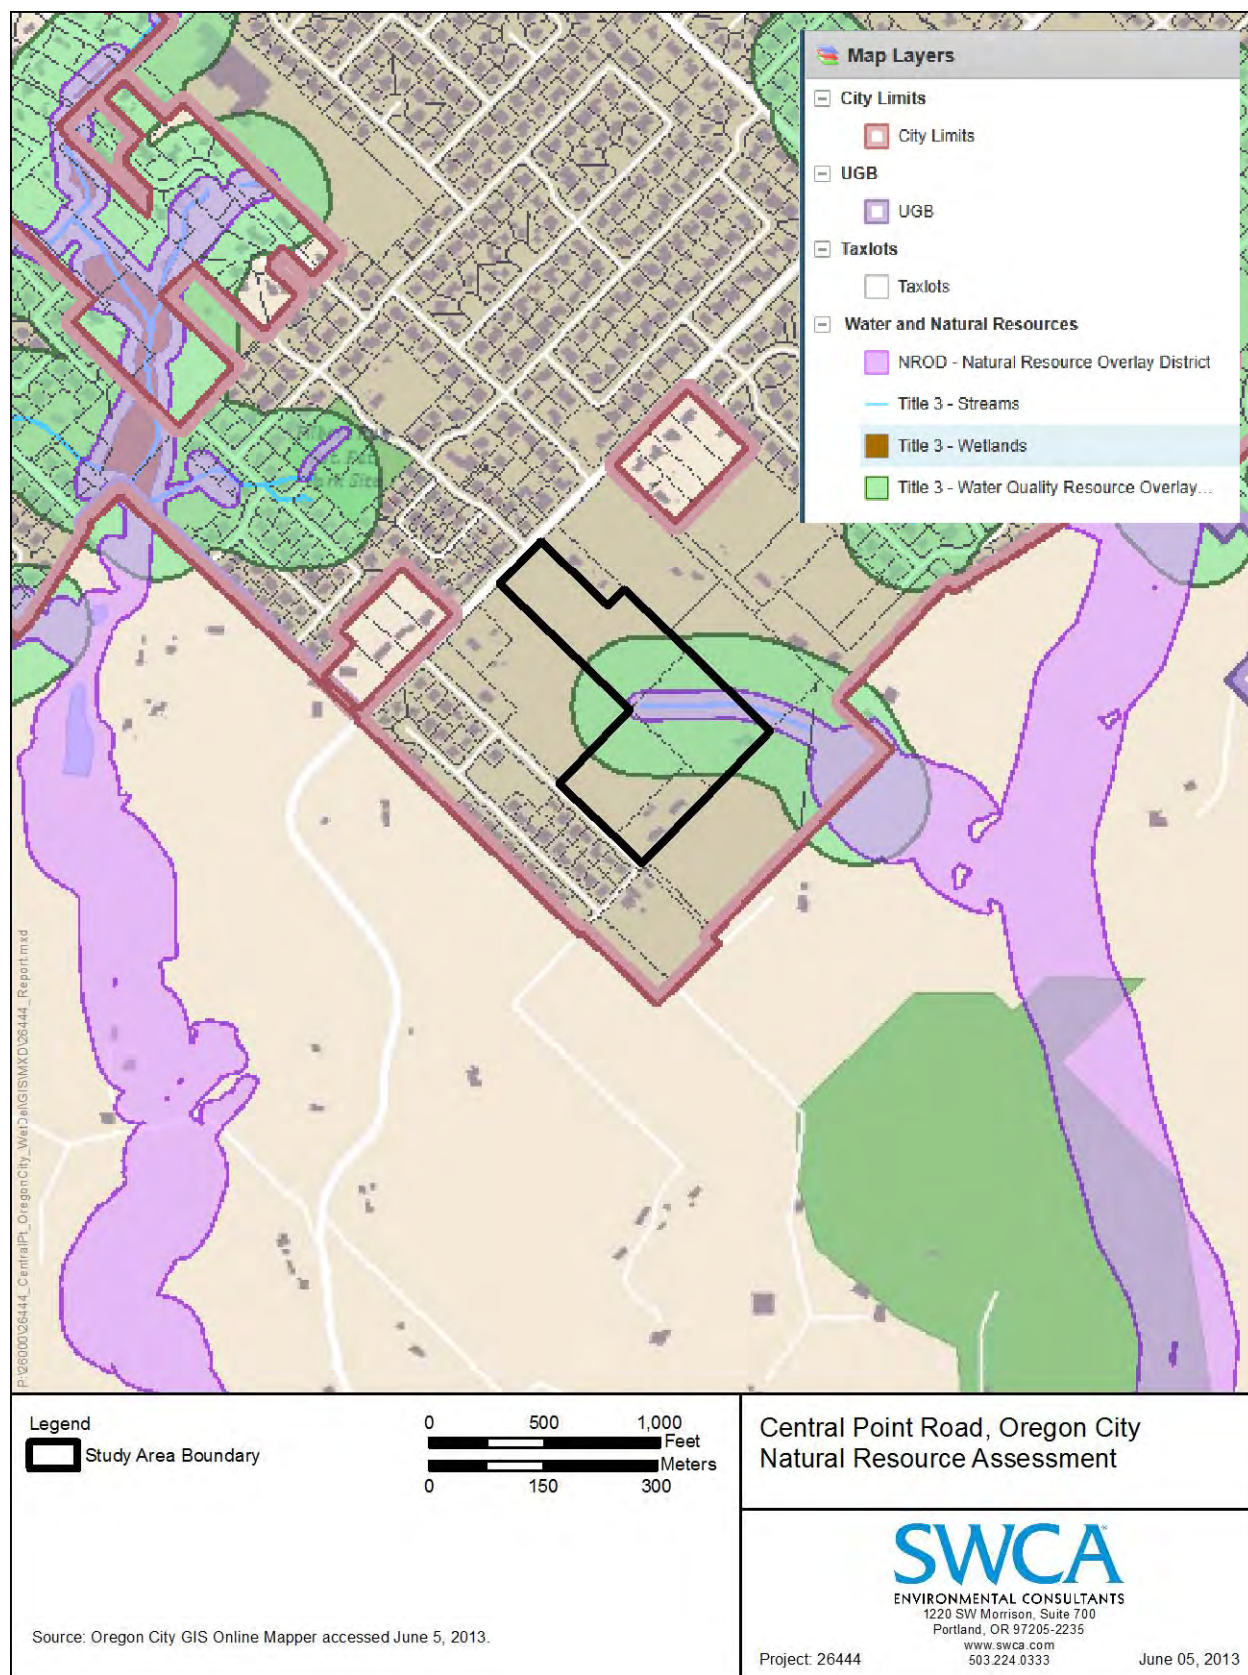 Map Layers
City Limits
City Limits
UGB
UGB
Taxlots
Taxlots
Water and Natural Resources
NROD - Natural Resource Overlay District
Title 3 - Streams
Title 3 - Wetlands
Title 3 - Water Quality Resource Overlay...
Site
P:\26000\26444_CentralPt_OregonCity_WetDel\GIS\MXD\26444_Report.mxd
Legend
Study Area Boundary
0 500 1,000
Feet
Meters
0 150 300
Source: Oregon City GIS Online Mapper accessed June 5, 2013.
Central Point Road, Oregon City
Natural Resource Assessment
SWCA
ENVIRONMENTAL CONSULTANTS
1220 SW Morrison, Suite 700
Portland, OR 97205-2235
www.swca.com
503.224.0333
Project: 26444
June 05, 2013